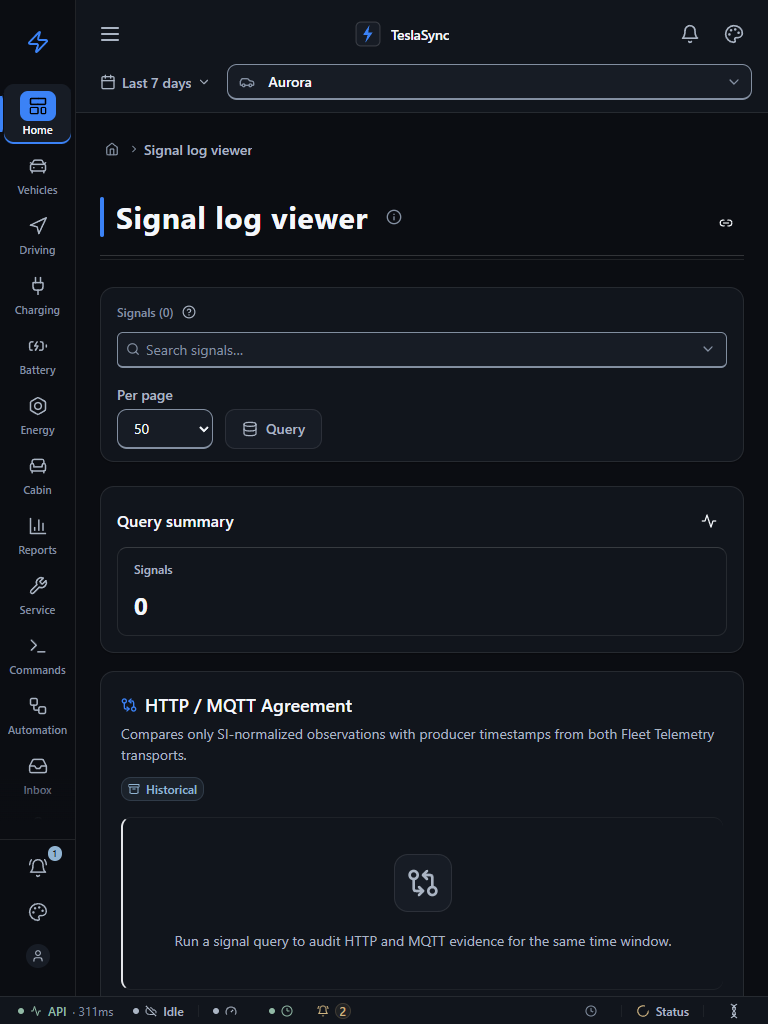 TeslaSync
Last 7 days
Aurora
Home
Vehicles
Driving
Charging
Battery
Energy
Cabin
Reports
Service
Commands
Automation
Inbox
1
Signal log viewer
Signal log viewer
Signals (0)
Search signals...
Per page
50
Query
Query summary
Signals
0
HTTP / MQTT Agreement
Compares only SI-normalized observations with producer timestamps from both Fleet Telemetry
transports.
Historical
Run a signal query to audit HTTP and MQTT evidence for the same time window.
API · 311ms
Idle
2
Status